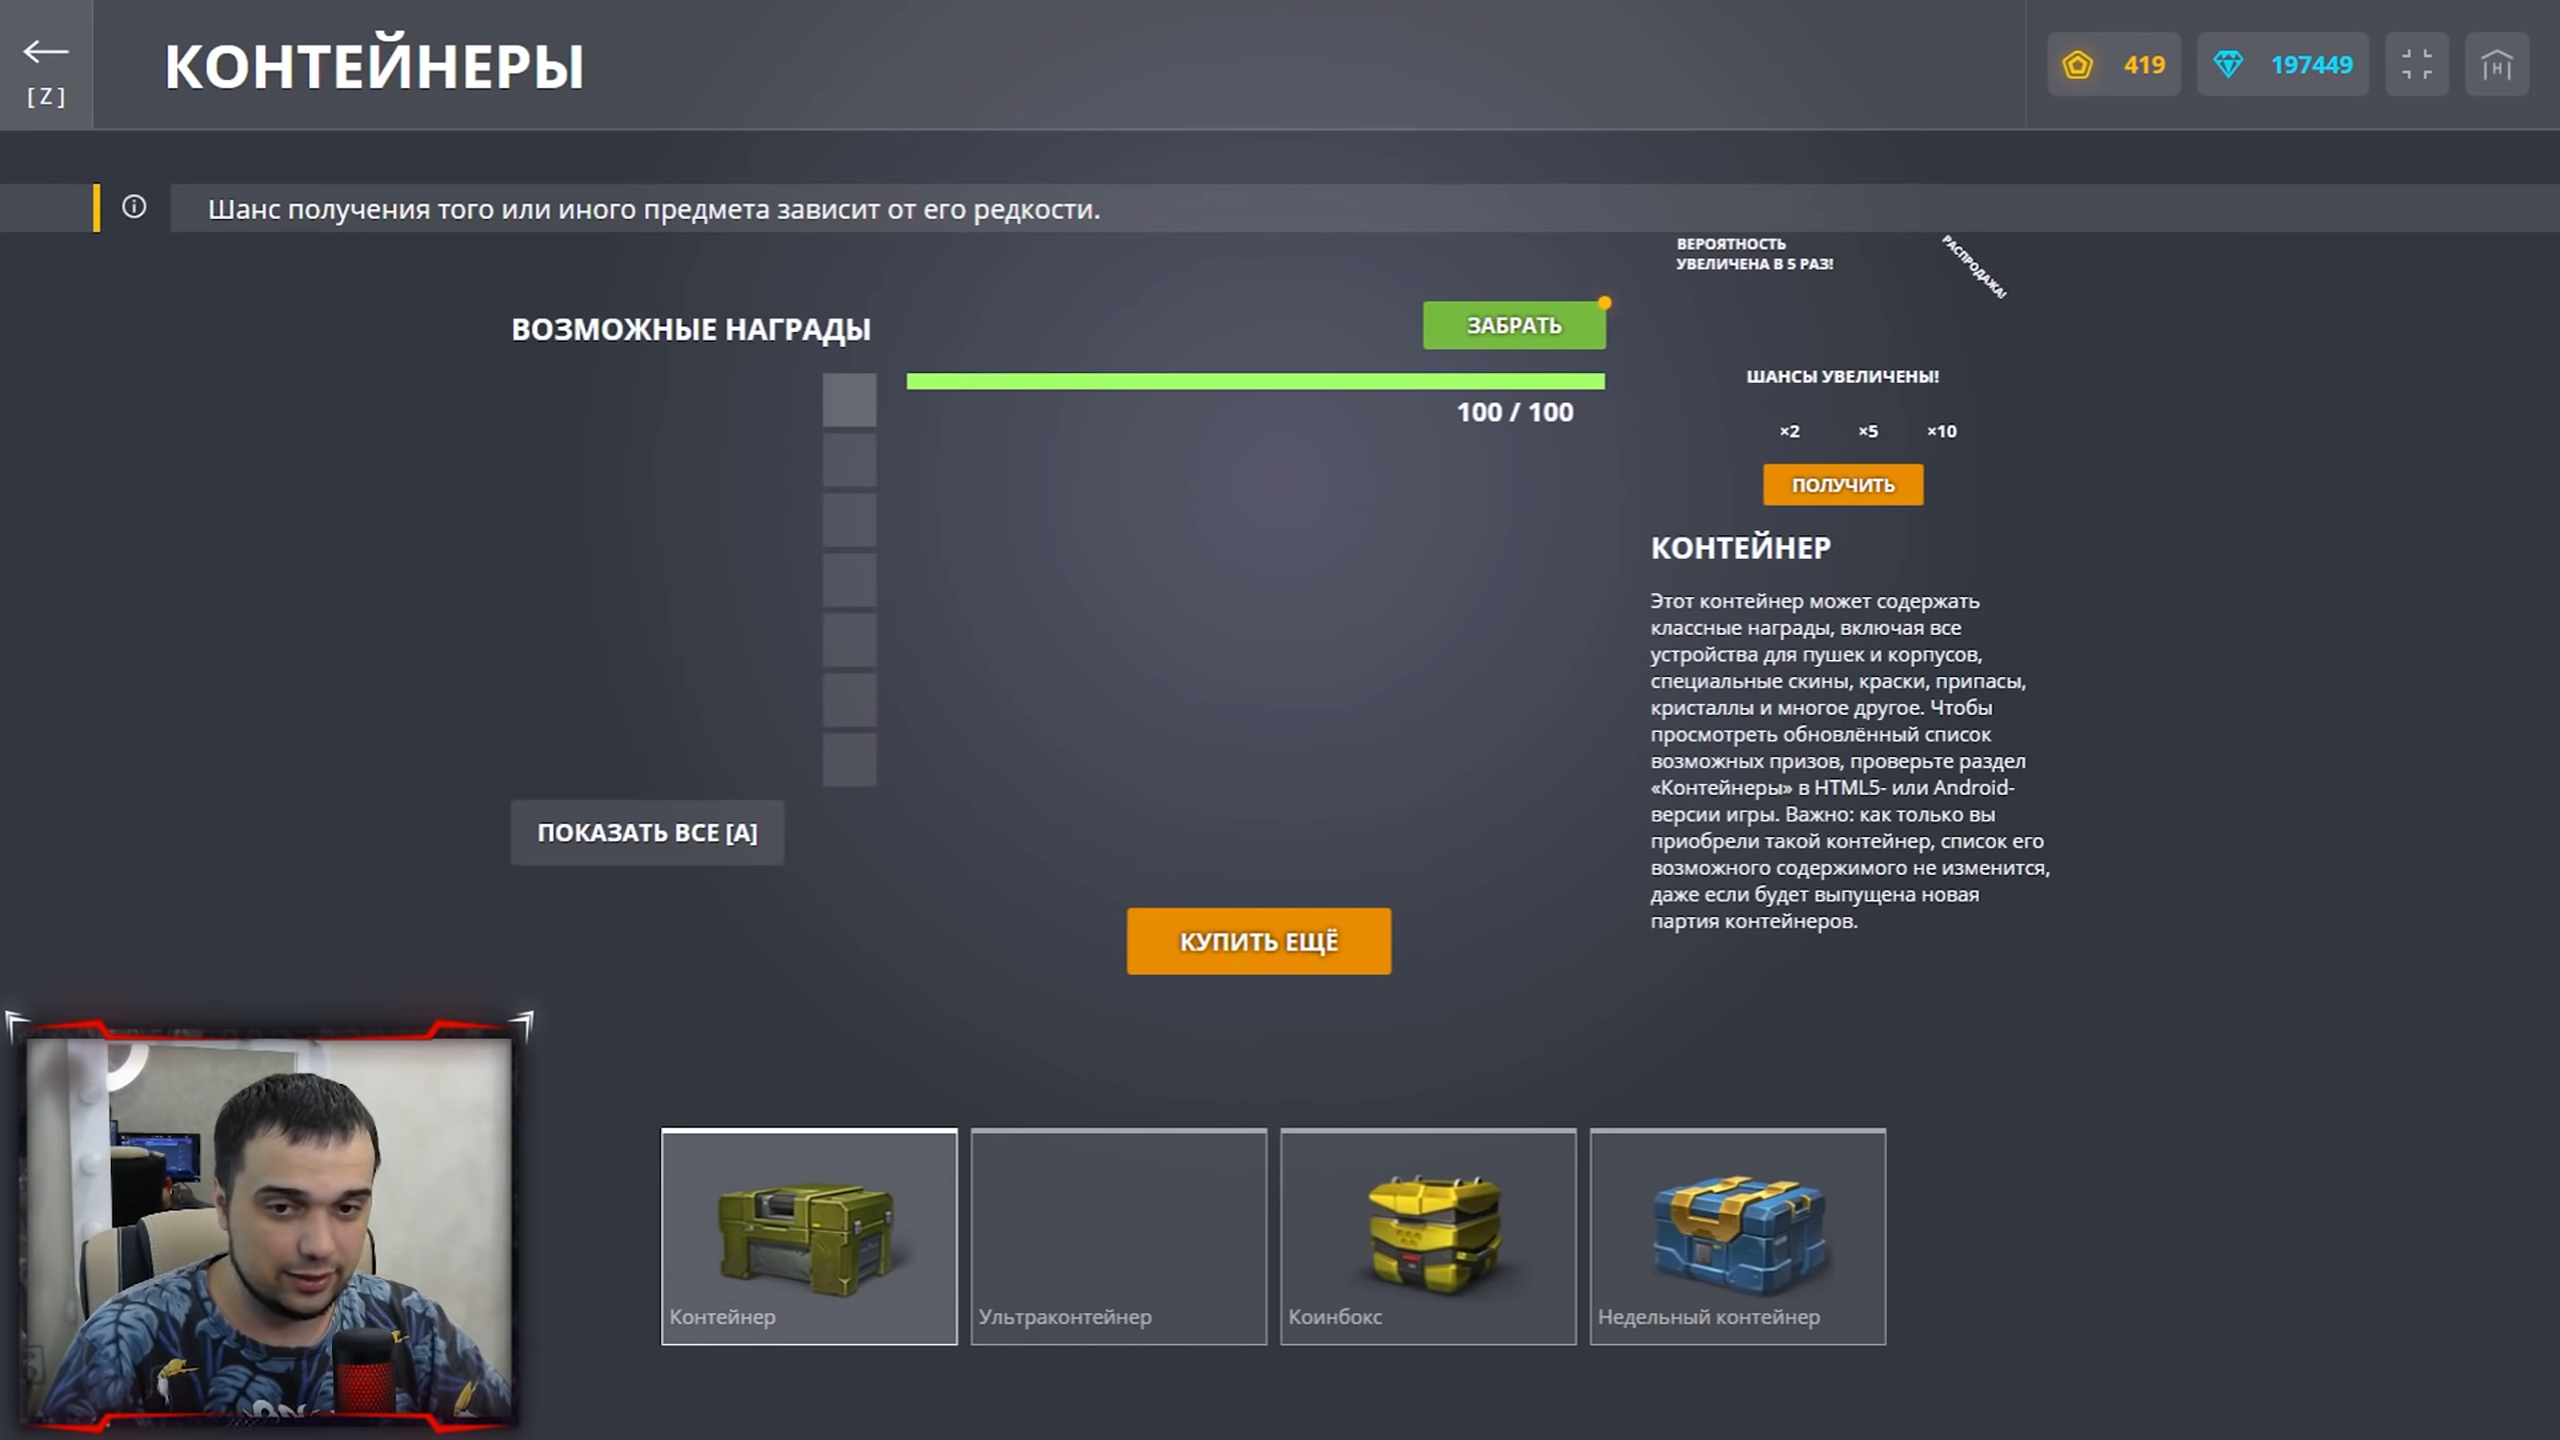 КОНТЕЙНЕРЫ
[Z]
419
197449
Шанс получения того или иного предмета зависит от его редкости.
ВЕРОЯТНОСТЬ
УВЕЛИЧЕНА В 5 РАЗ!
РАСПРОДАЖА!
ВОЗМОЖНЫЕ НАГРАДЫ
ЗАБРАТЬ
100 / 100
ШАНСЫ УВЕЛИЧЕНЫ!
×2 ×5 ×10
ПОЛУЧИТЬ
КОНТЕЙНЕР
Этот контейнер может содержать
классные награды, включая все
устройства для пушек и корпусов,
специальные скины, краски, припасы,
кристаллы и многое другое. Чтобы
просмотреть обновлённый список
возможных призов, проверьте раздел
«Контейнеры» в HTML5- или Android-
версии игры. Важно: как только вы
приобрели такой контейнер, список его
возможного содержимого не изменится,
даже если будет выпущена новая
партия контейнеров.
ПОКАЗАТЬ ВСЕ [A]
КУПИТЬ ЕЩЁ
Контейнер
Ультраконтейнер
Коинбокс
Недельный контейнер